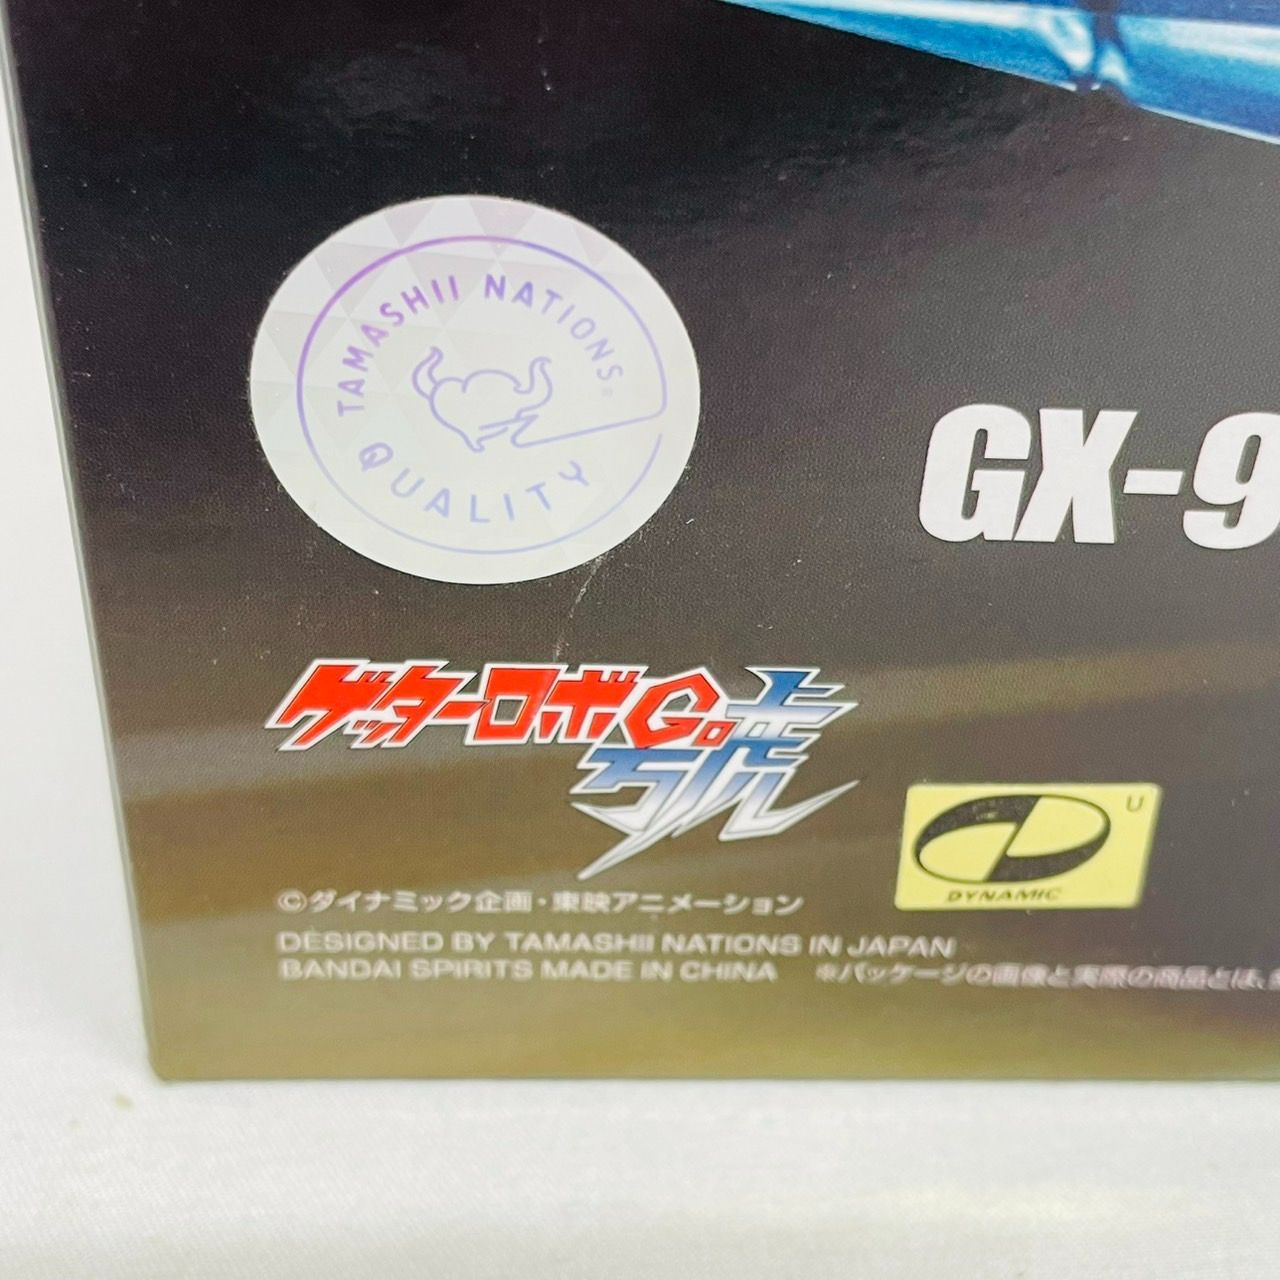 TAMASHII NATIONS
QUALITY
GX-9
ゲッターロボG。號
U
DYNAMIC
©ダイナミック企画・東映アニメーション
DESIGNED BY TAMASHII NATIONS IN JAPAN
BANDAI SPIRITS MADE IN CHINA ※パッケージの画像と実際の商品とは、